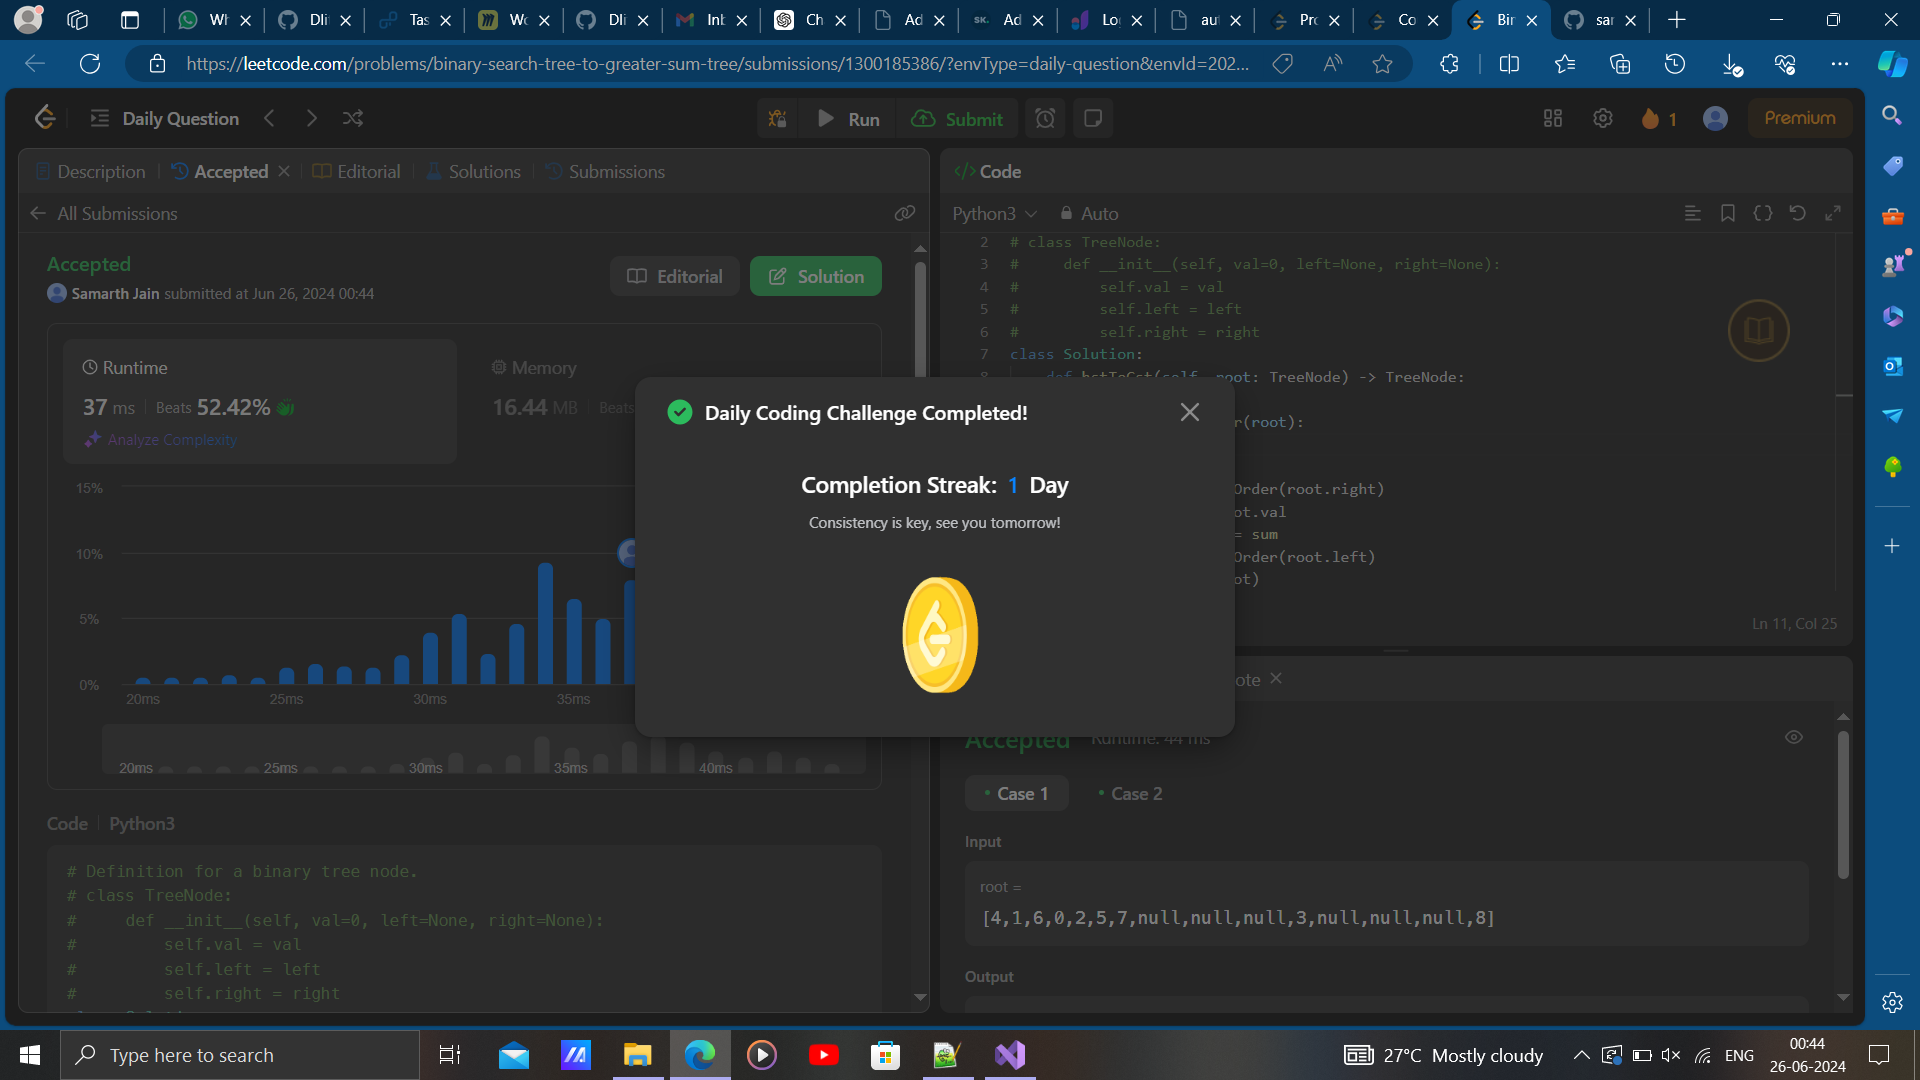 Wh
Dli
Tas
Wo
Dli
Inb
Ch
Ad
SK.
Ad
Lo
au
Pro
Co
Bin
sar
https://leetcode.com/problems/binary-search-tree-to-greater-sum-tree/submissions/1300185386/?envType=daily-question&envId=202...
Daily Question
Run
Submit
1
Premium
Description
Accepted
Editorial
Solutions
Submissions
</> Code
All Submissions
Python3
Auto
Accepted
Editorial
Solution
Samarth Jain submitted at Jun 26, 2024 00:44
Runtime
37 ms
Beats 52.42%
Analyze Complexity
Memory
16.44 MB
Beats
15%
10%
5%
0%
20ms
25ms
30ms
35ms
20ms
25ms
30ms
35ms
40ms
Code
Python3
# Definition for a binary tree node.
# class TreeNode:
#     def __init__(self, val=0, left=None, right=None):
#         self.val = val
#         self.left = left
#         self.right = right
2 # class TreeNode:
3 #     def __init__(self, val=0, left=None, right=None):
4 #         self.val = val
5 #         self.left = left
6 #         self.right = right
7 class Solution:
root: TreeNode) -> TreeNode:
r(root):
Order(root.right)
ot.val
= sum
Order(root.left)
ot)
Ln 11, Col 25
Daily Coding Challenge Completed!
Completion Streak: 1 Day
Consistency is key, see you tomorrow!
ote
Accepted
Runtime: 44 ms
Case 1
Case 2
Input
root =
[4,1,6,0,2,5,7,null,null,null,3,null,null,null,8]
Output
Type here to search
27°C Mostly cloudy
ENG
00:44
26-06-2024